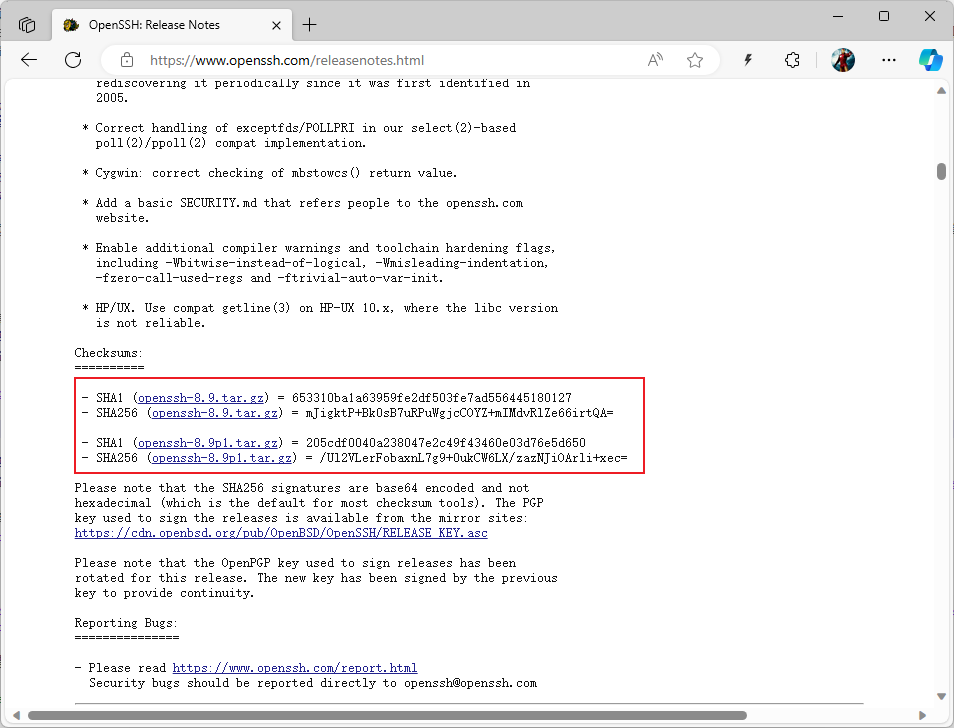 OpenSSH: Release Notes
https://www.openssh.com/releasenotes.html
rediscovering it periodically since it was first identified in
2005.
* Correct handling of exceptfds/POLLPRI in our select(2)-based
poll(2)/ppoll(2) compat implementation.
* Cygwin: correct checking of mbstowcs() return value.
* Add a basic SECURITY.md that refers people to the openssh.com
website.
* Enable additional compiler warnings and toolchain hardening flags,
including -Wbitwise-instead-of-logical, -Wmisleading-indentation,
-fzero-call-used-regs and -ftrivial-auto-var-init.
* HP/UX. Use compat getline(3) on HP-UX 10.x, where the libc version
is not reliable.
Checksums:
==========
- SHA1 (openssh-8.9.tar.gz) = 653310ba1a63959fe2df503fe7ad556445180127
- SHA256 (openssh-8.9.tar.gz) = mJigktP+Bk0sB7uRPuWgjcCOYZ+mIMdvRlZe66irtQA=
- SHA1 (openssh-8.9p1.tar.gz) = 205cdf0040a238047e2c49f43460e03d76e5d650
- SHA256 (openssh-8.9p1.tar.gz) = /Ul2VLerFobaxnL7g9+0ukCW6LX/zazNJiOArli+xec=
Please note that the SHA256 signatures are base64 encoded and not
hexadecimal (which is the default for most checksum tools). The PGP
key used to sign the releases is available from the mirror sites:
https://cdn.openbsd.org/pub/OpenBSD/OpenSSH/RELEASE_KEY.asc
Please note that the OpenPGP key used to sign releases has been
rotated for this release. The new key has been signed by the previous
key to provide continuity.
Reporting Bugs:
===============
- Please read https://www.openssh.com/report.html
Security bugs should be reported directly to openssh@openssh.com